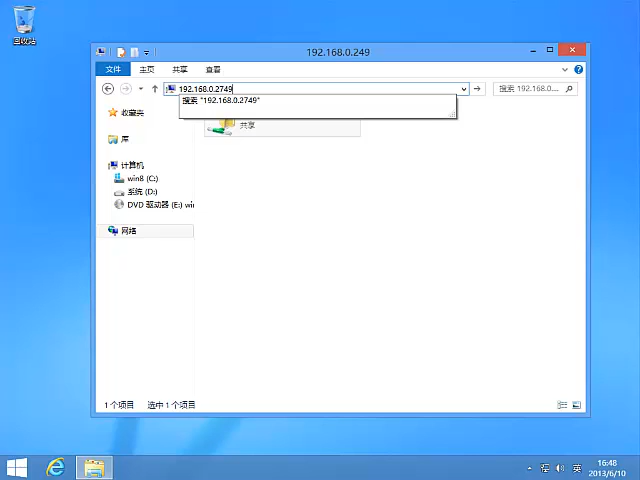 回收站
192.168.0.249
文件 主页 共享 查看
192.168.0.2749
搜索 192.168.0....
搜索 "192.168.0.2749"
共享
收藏夹
库
计算机
win8 (C:)
系统 (D:)
DVD 驱动器 (E:) win
网络
1 个项目 选中 1 个项目
英
16:48
2013/6/10